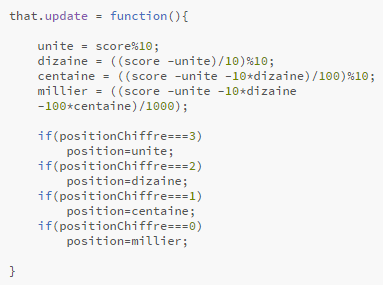 that.update = function(){
unite = score%10;
dizaine = ((score -unite)/10)%10;
centaine = ((score -unite -10*dizaine)/100)%10;
millier = ((score -unite -10*dizaine
-100*centaine)/1000);
if(positionChiffre===3)
position=unite;
if(positionChiffre===2)
position=dizaine;
if(positionChiffre===1)
position=centaine;
if(positionChiffre===0)
position=millier;
}